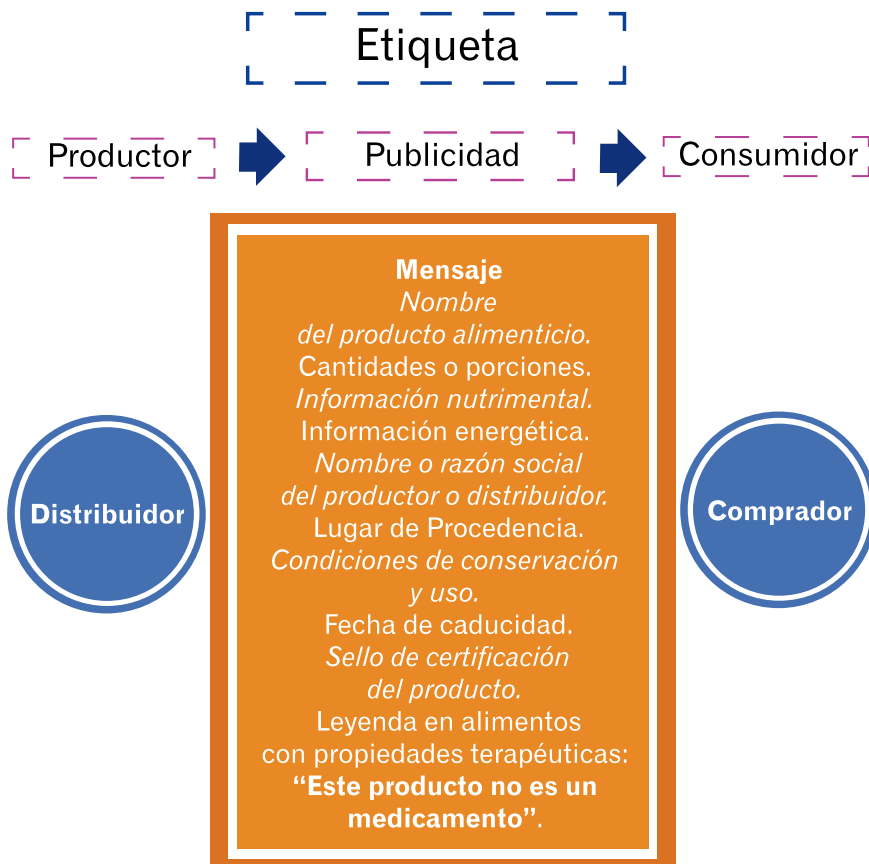 Etiqueta
Productor
Publicidad
Consumidor
Mensaje
Nombre
del producto alimenticio.
Cantidades o porciones.
Información nutrimental.
Información energética.
Nombre o razón social
del productor o distribuidor.
Lugar de Procedencia.
Condiciones de conservación
y uso.
Fecha de caducidad.
Sello de certificación
del producto.
Leyenda en alimentos
con propiedades terapéuticas:
“Este producto no es un
medicamento”.
Distribuidor
Comprador